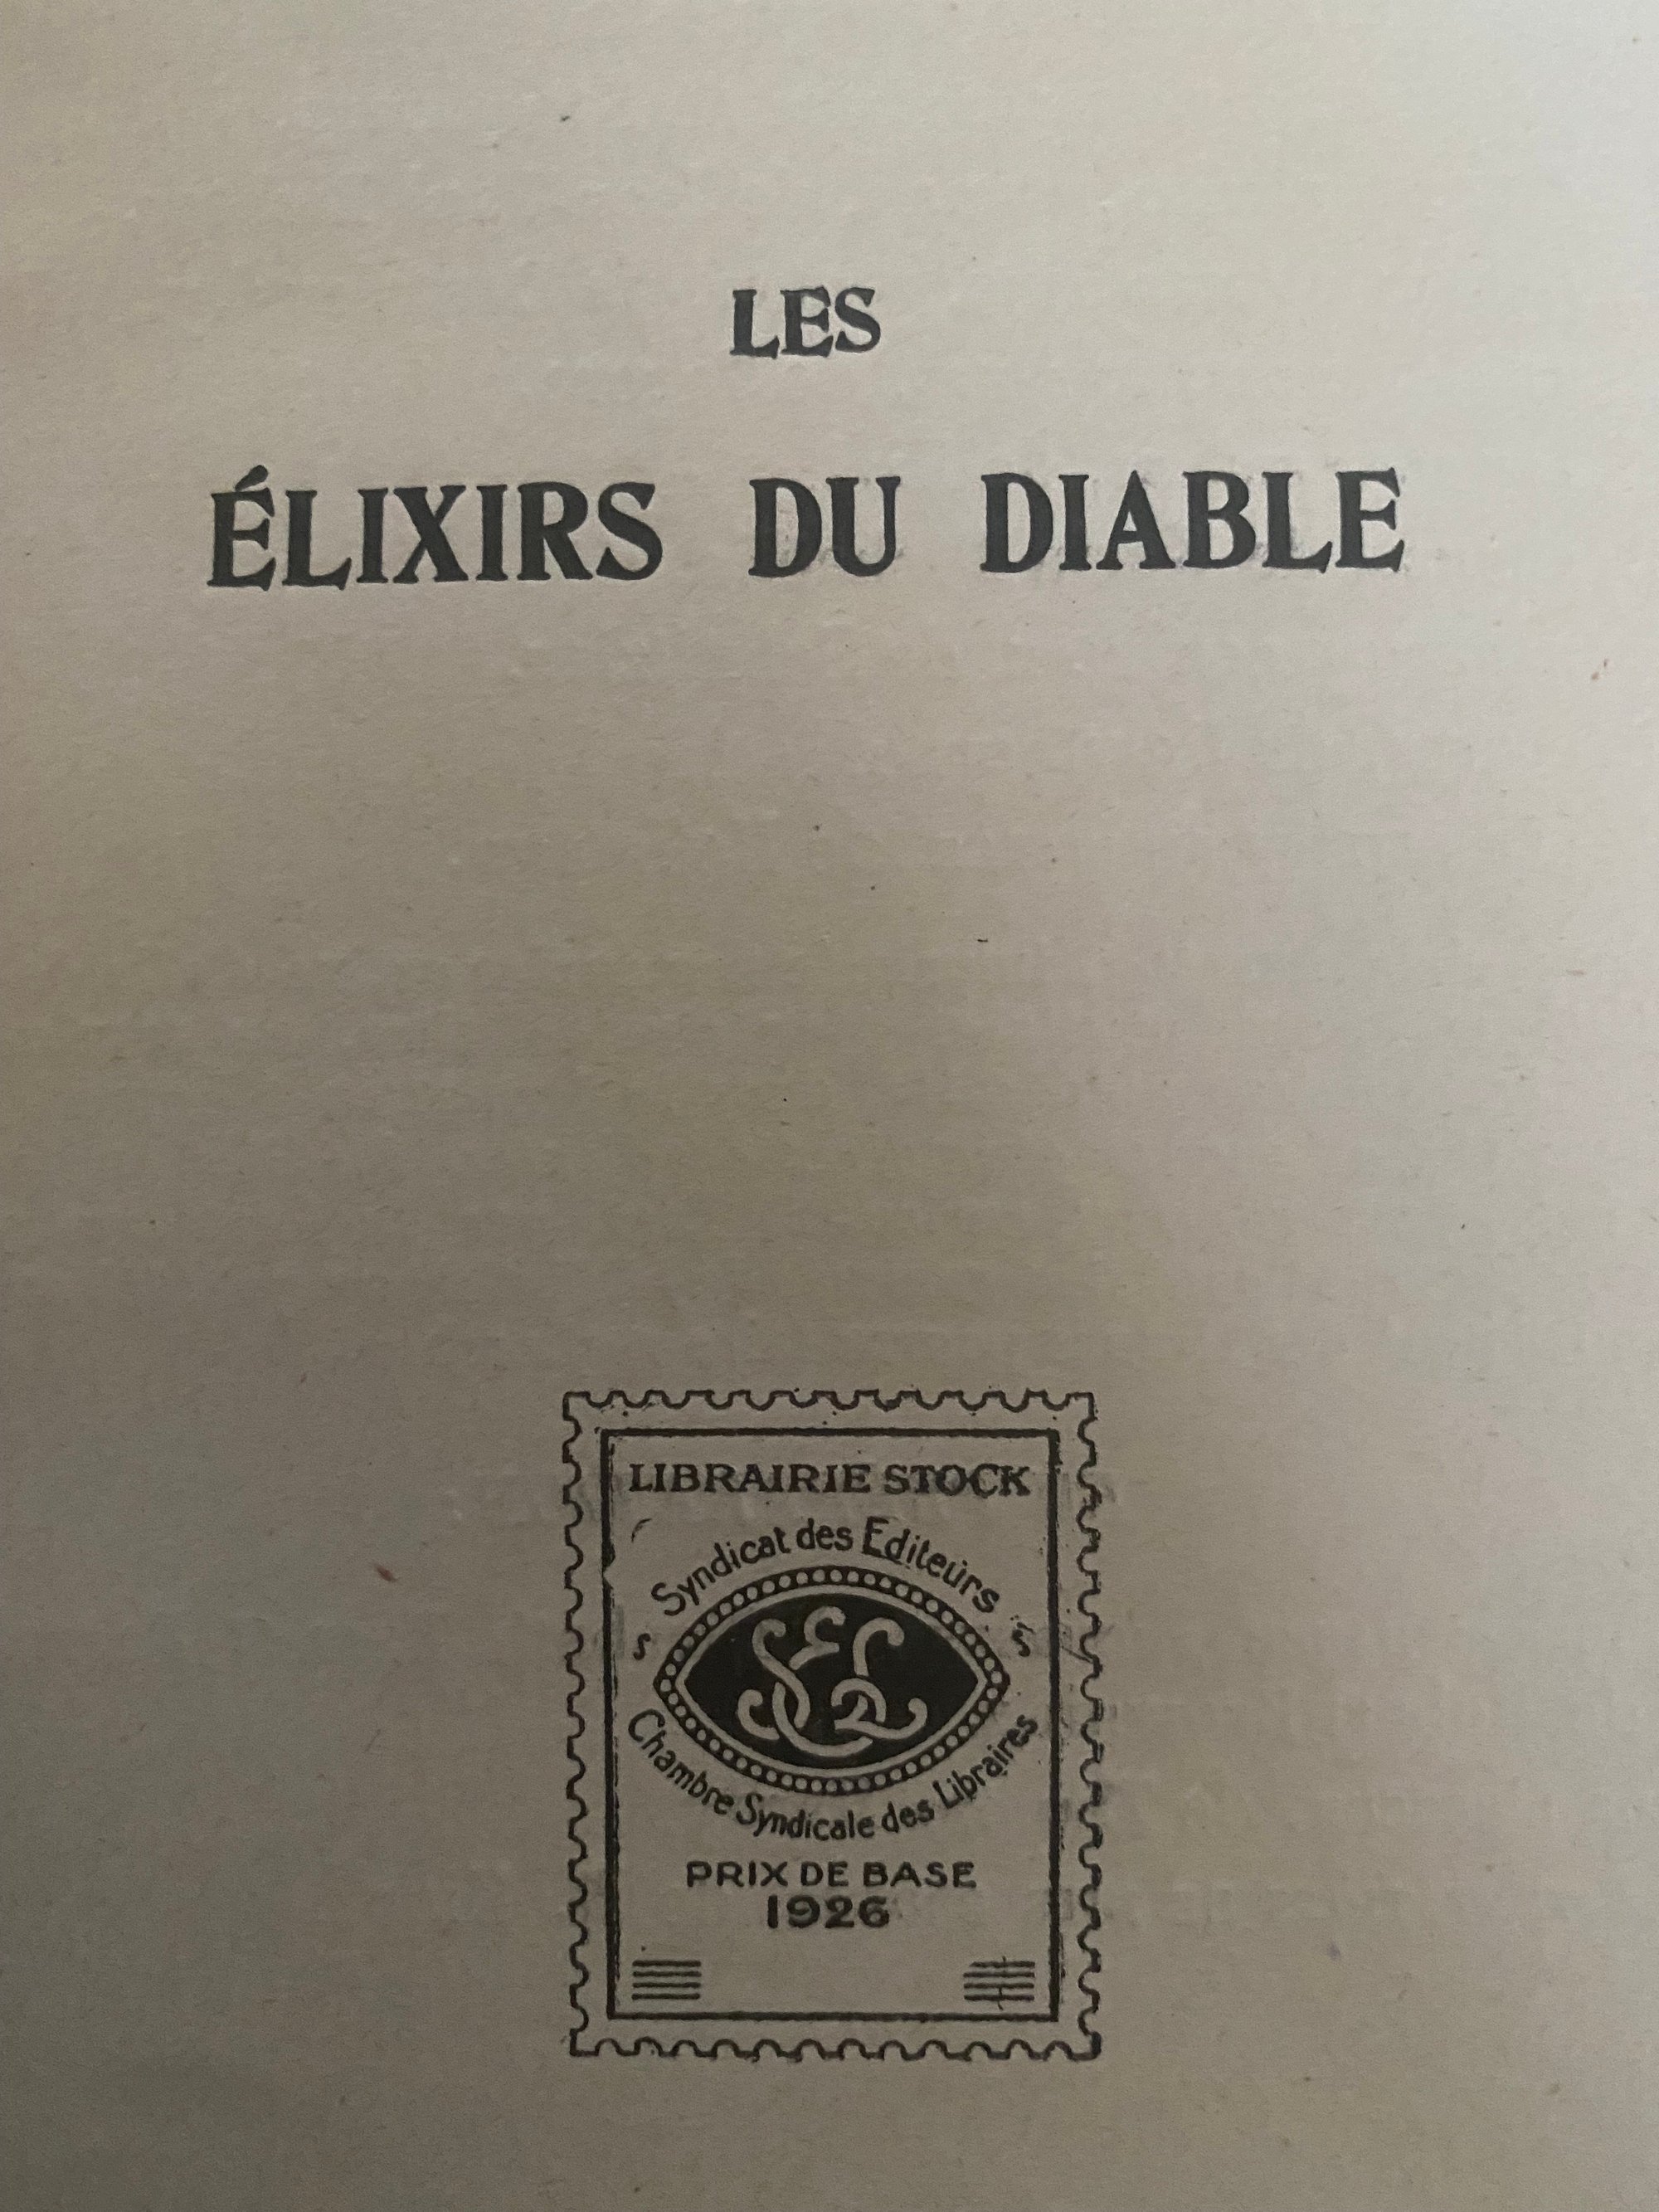 LES
ÉLIXIRS DU DIABLE
LIBRAIRIE STOCK
Syndicat des Editeurs
Chambre Syndicale des Libraires
PRIX DE BASE
1926